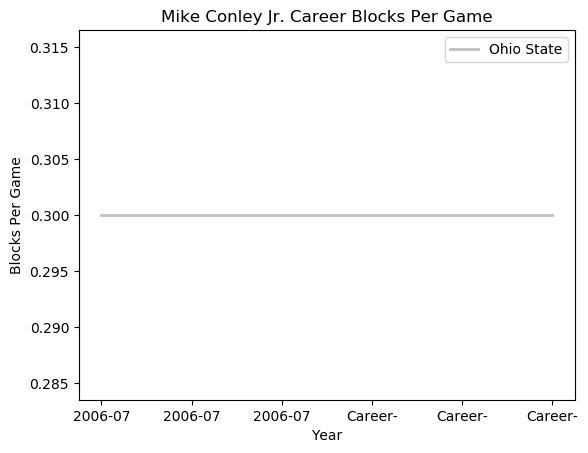 Mike Conley Jr. Career Blocks Per Game
Ohio State
0.315
0.310
0.305
0.300
0.295
0.290
0.285
Blocks Per Game
2006-07 2006-07 2006-07 Career- Career- Career-
Year